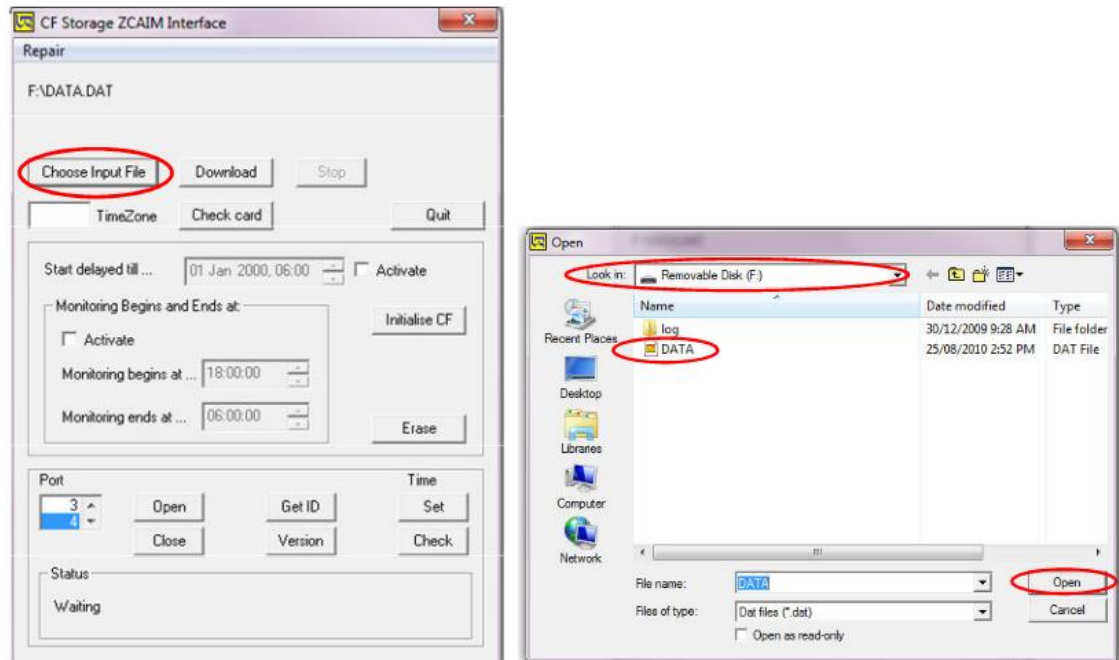 CF Storage ZCAIM Interface
Repair
F:\DATA.DAT
Choose Input File Download Stop
TimeZone Check card Quit
Start delayed till ... 01 Jan 2000, 06:00 Activate
Monitoring Begins and Ends at:
Activate
Initialise CF
Monitoring begins at ... 18:00:00
Monitoring ends at ... 06:00:00
Erase
Port Time
3 Open Get ID Set
4 Close Version Check
Status
Waiting
Open
Look in: Removable Disk (F:)
Name Date modified Type
log 30/12/2009 9:28 AM File folder
DATA 25/08/2010 2:52 PM DAT File
Recent Places
Desktop
Libraries
Computer
Network
File name: DATA Open
Files of type: Dat files (*.dat) Cancel
Open as read-only